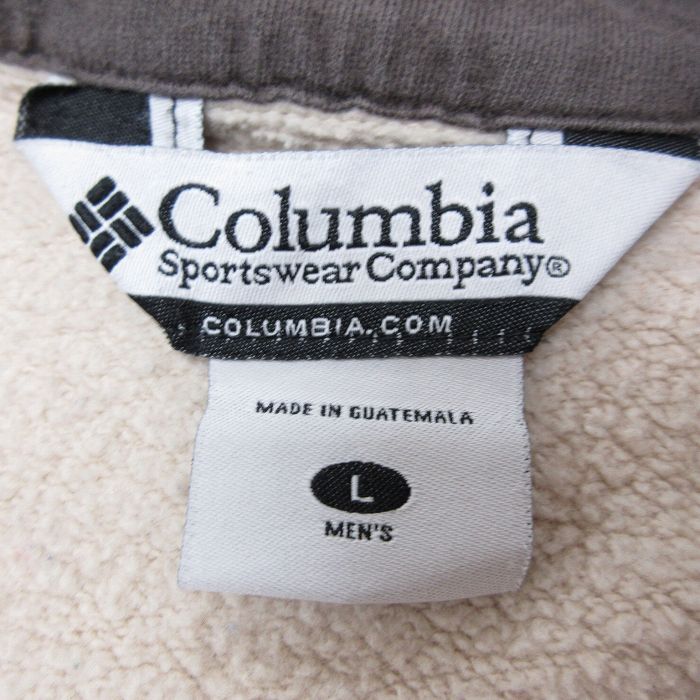 Columbia
Sportswear Company®
COLUMBIA.COM
MADE IN GUATEMALA
L
MEN'S